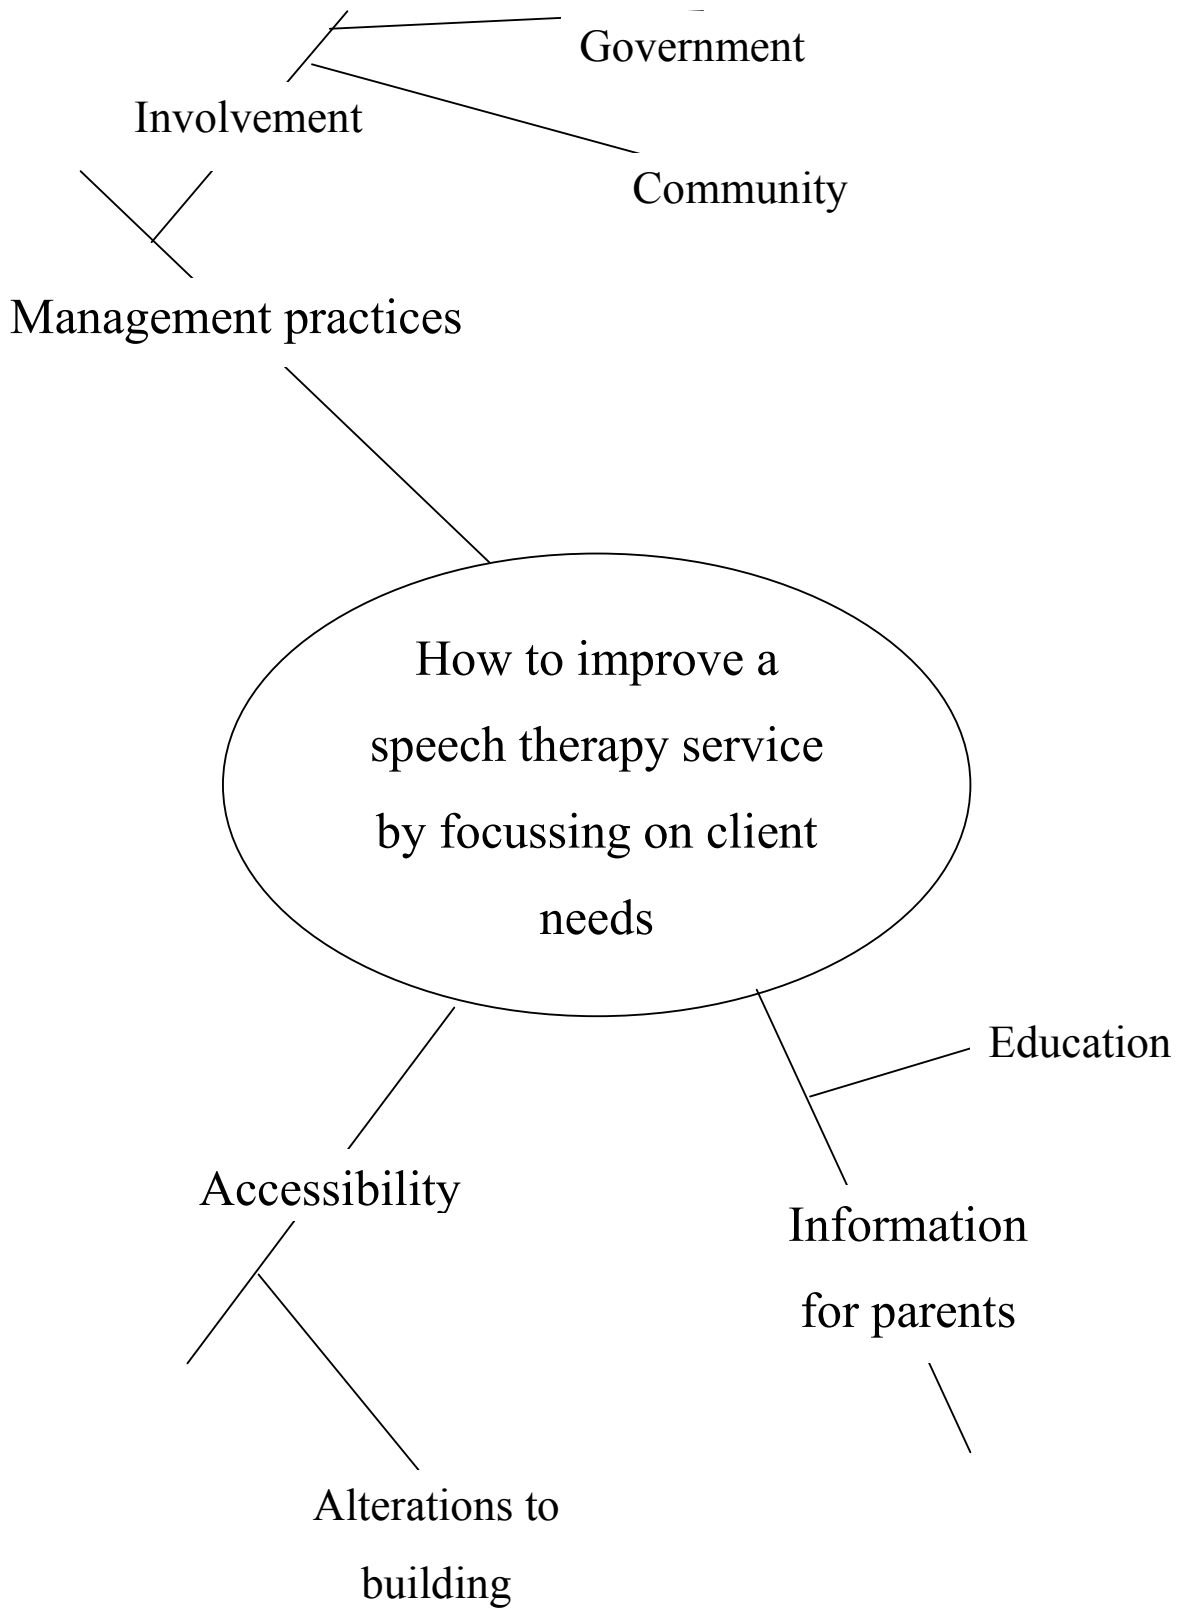 Government
Involvement
Community
Management practices
How to improve a
speech therapy service
by focussing on client
needs
Education
Accessibility
Information
for parents
Alterations to
building